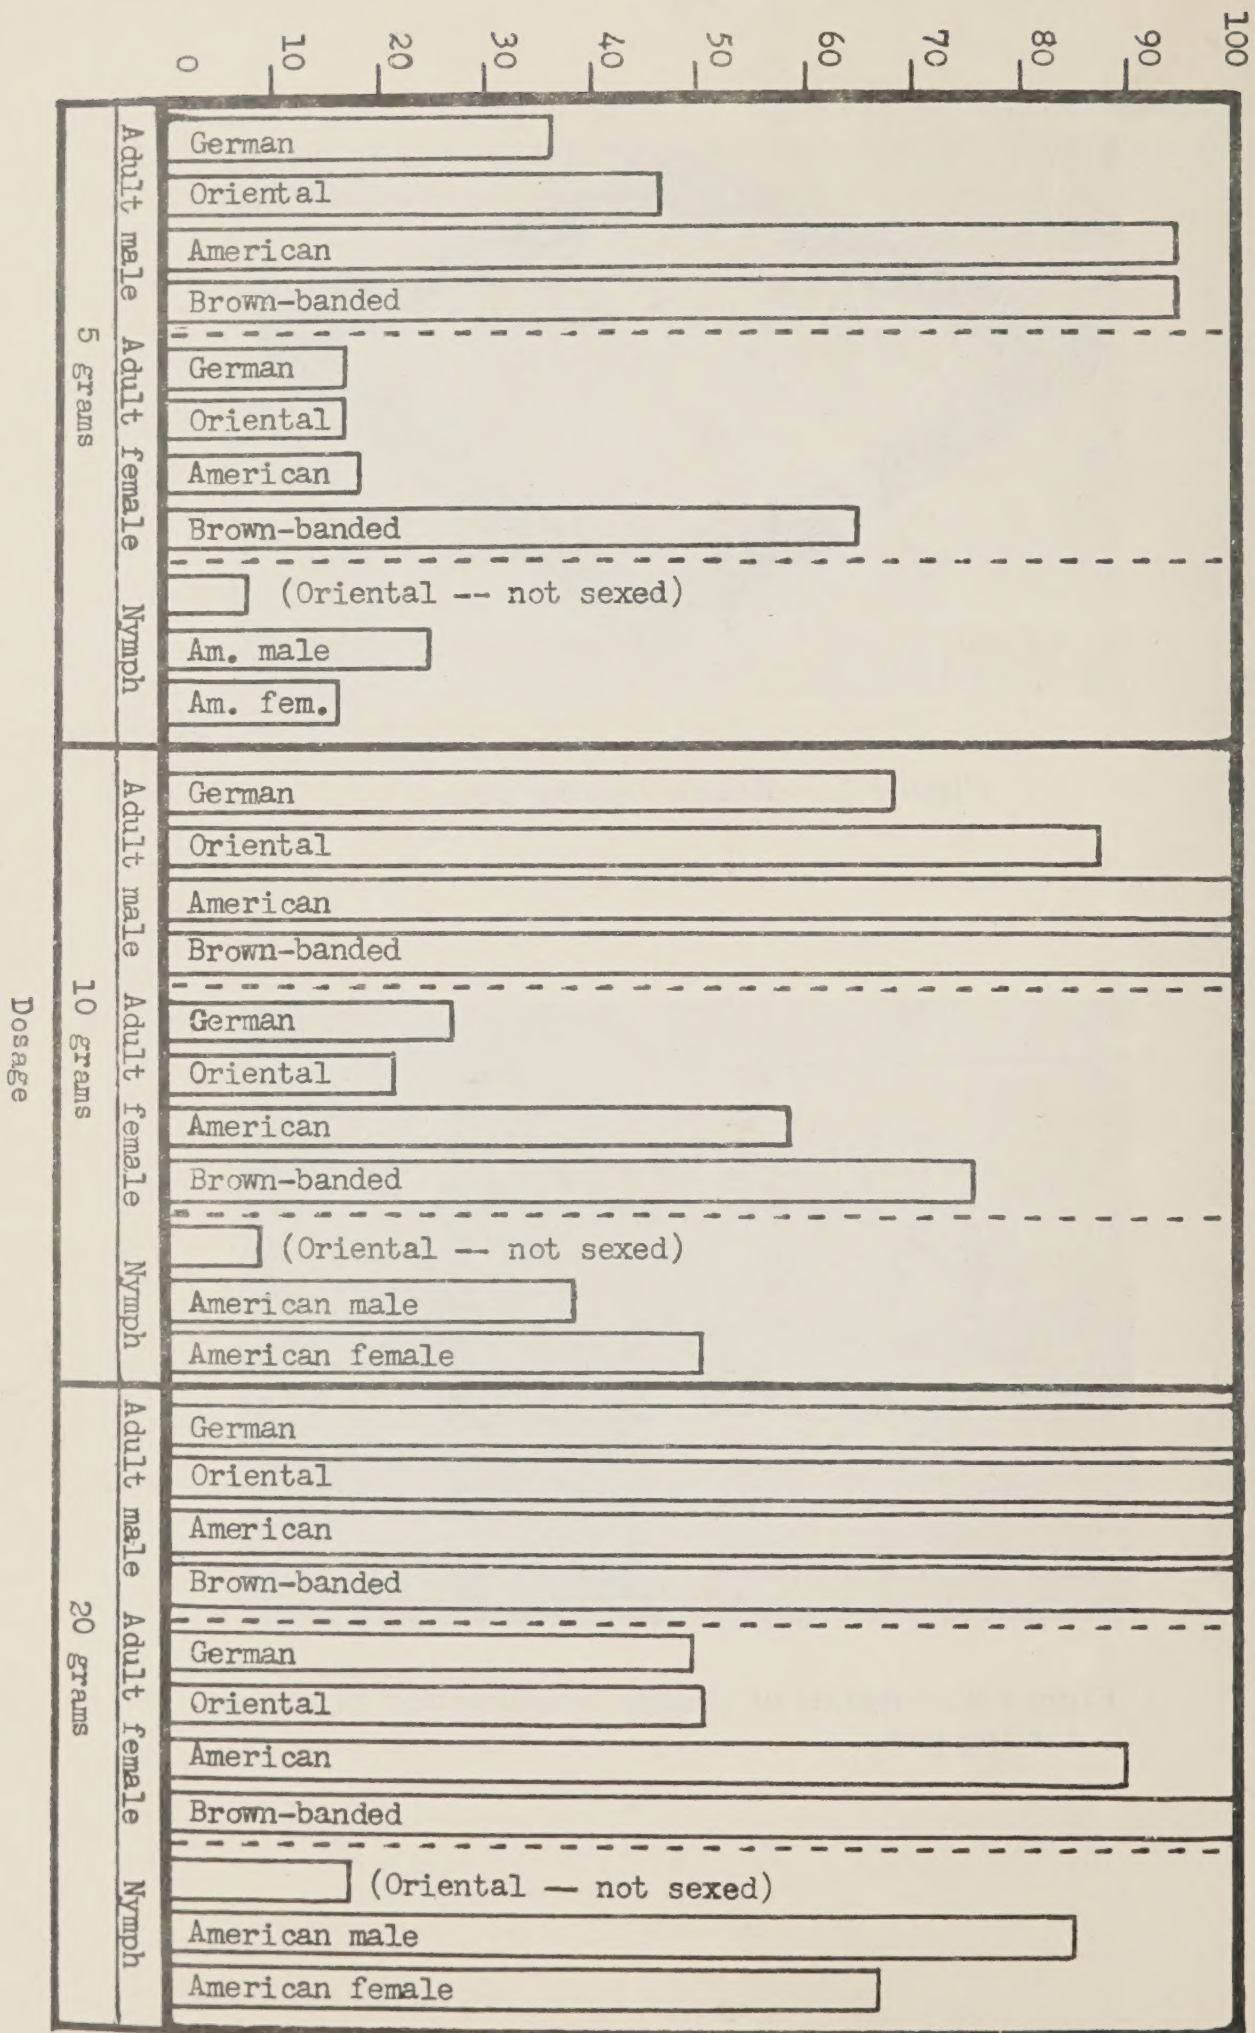 0
10
20
30
40
50
60
70
80
90
100
5 grams
Adult male
German
Oriental
American
Brown-banded
Adult female
German
Oriental
American
Brown-banded
Nymph
(Oriental -- not sexed)
Am. male
Am. fem.
10 grams
Adult male
German
Oriental
American
Brown-banded
Adult female
German
Oriental
American
Brown-banded
Nymph
(Oriental — not sexed)
American male
American female
20 grams
Adult male
German
Oriental
American
Brown-banded
Adult female
German
Oriental
American
Brown-banded
Nymph
(Oriental — not sexed)
American male
American female
Dosage